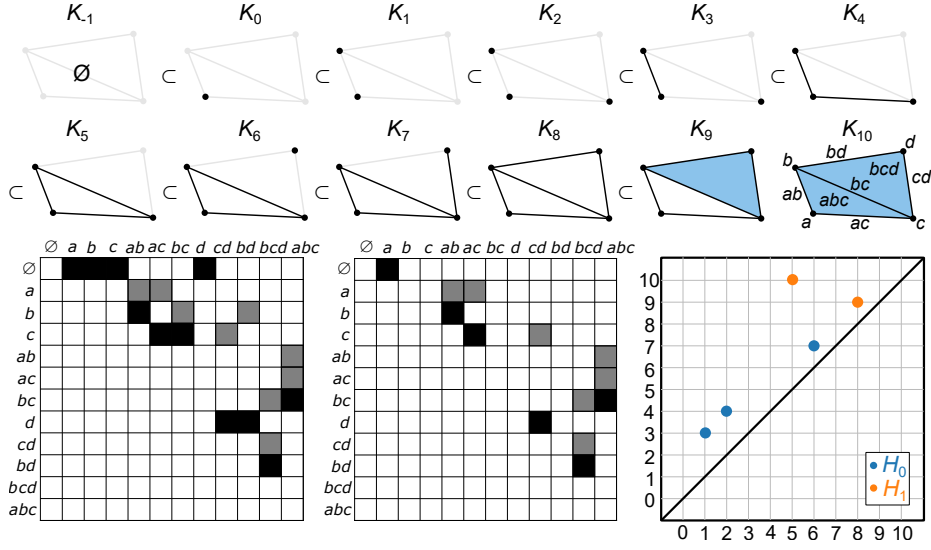 K₋₁ K₀ K₁ K₂ K₃ K₄
Ø ⊂ ⊂ ⊂ ⊂ ⊂
K₅ K₆ K₇ K₈ K₉ K₁₀
⊂ ⊂ ⊂ ⊂ ⊂ ⊂
d
bd
b bcd cd
bc
ab abc
a ac c
∅ a b c ab ac bc d cd bd bcd abc
∅
a
b
c
ab
ac
bc
d
cd
bd
bcd
abc
∅ a b c ab ac bc d cd bd bcd abc
∅
a
b
c
ab
ac
bc
d
cd
bd
bcd
abc
10
9
8
7
6
5
4
3
2
1
0
H₀
H₁
0 1 2 3 4 5 6 7 8 9 10